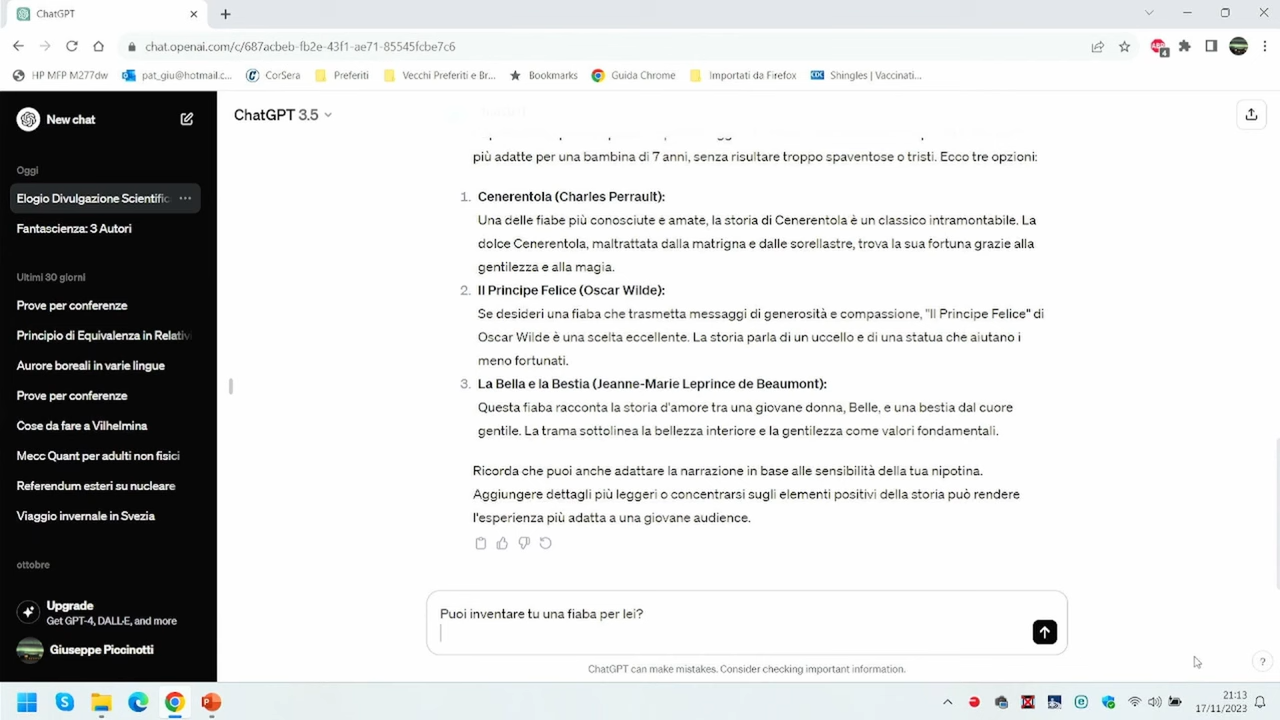 ChatGPT
chat.openai.com/c/687acbeb-fb2e-43f1-ae71-85545fcbe7c6
4
HP MFP M277dw
pat_giu@hotmail.c...
CorSera
Preferiti
Vecchi Preferiti e Br...
Bookmarks
Guida Chrome
Importati da Firefox
Shingles | Vaccinati...
New chat
Oggi
Elogio Divulgazione Scientific
Fantascienza: 3 Autori
Ultimi 30 giorni
Prove per conferenze
Principio di Equivalenza in Relativi
Aurore boreali in varie lingue
Prove per conferenze
Cose da fare a Vilhelmina
Mecc Quant per adulti non fisici
Referendum esteri su nucleare
Viaggio invernale in Svezia
ottobre
Upgrade
Get GPT-4, DALL·E, and more
Giuseppe Piccinotti
ChatGPT 3.5
più adatte per una bambina di 7 anni, senza risultare troppo spaventose o tristi. Ecco tre opzioni:
1. Cenerentola (Charles Perrault):
Una delle fiabe più conosciute e amate, la storia di Cenerentola è un classico intramontabile. La
dolce Cenerentola, maltrattata dalla matrigna e dalle sorellastre, trova la sua fortuna grazie alla
gentilezza e alla magia.
2. Il Principe Felice (Oscar Wilde):
Se desideri una fiaba che trasmetta messaggi di generosità e compassione, "Il Principe Felice" di
Oscar Wilde è una scelta eccellente. La storia parla di un uccello e di una statua che aiutano i
meno fortunati.
3. La Bella e la Bestia (Jeanne-Marie Leprince de Beaumont):
Questa fiaba racconta la storia d'amore tra una giovane donna, Belle, e una bestia dal cuore
gentile. La trama sottolinea la bellezza interiore e la gentilezza come valori fondamentali.
Ricorda che puoi anche adattare la narrazione in base alle sensibilità della tua nipotina.
Aggiungere dettagli più leggeri o concentrarsi sugli elementi positivi della storia può rendere
l'esperienza più adatta a una giovane audience.
Puoi inventare tu una fiaba per lei?
ChatGPT can make mistakes. Consider checking important information.
?
21:13
17/11/2023